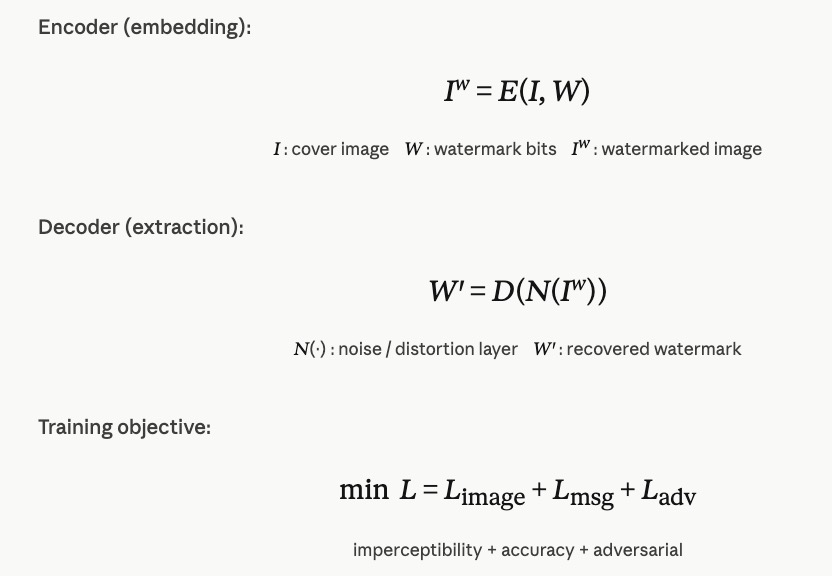 Encoder (embedding):
I^w = E(I, W)
I : cover image W : watermark bits I^w : watermarked image
Decoder (extraction):
W′ = D(N(I^w))
N(·) : noise / distortion layer W′ : recovered watermark
Training objective:
min L = L_image + L_msg + L_adv
imperceptibility + accuracy + adversarial